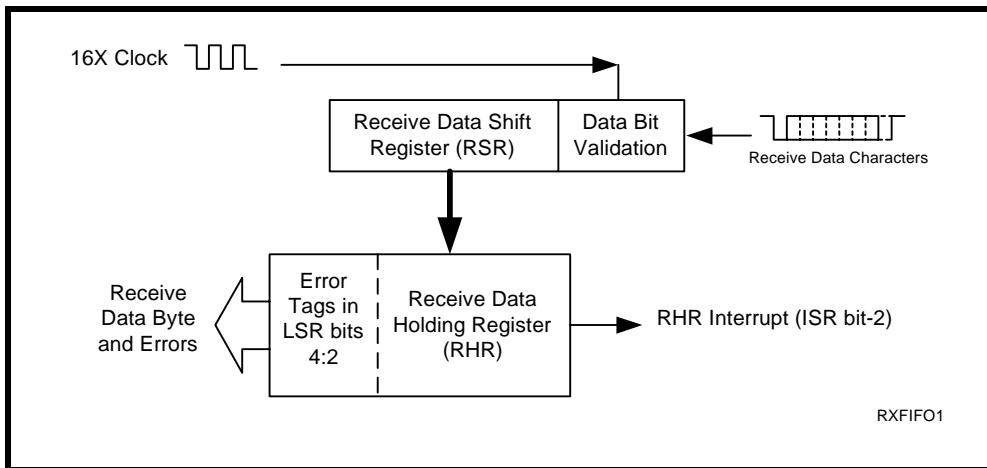 16X Clock
Receive Data Shift
Register (RSR)
Data Bit
Validation
Receive Data Characters
Receive
Data Byte
and Errors
Error
Tags in
LSR bits
4:2
Receive Data
Holding Register
(RHR)
RHR Interrupt (ISR bit-2)
RXFIFO1